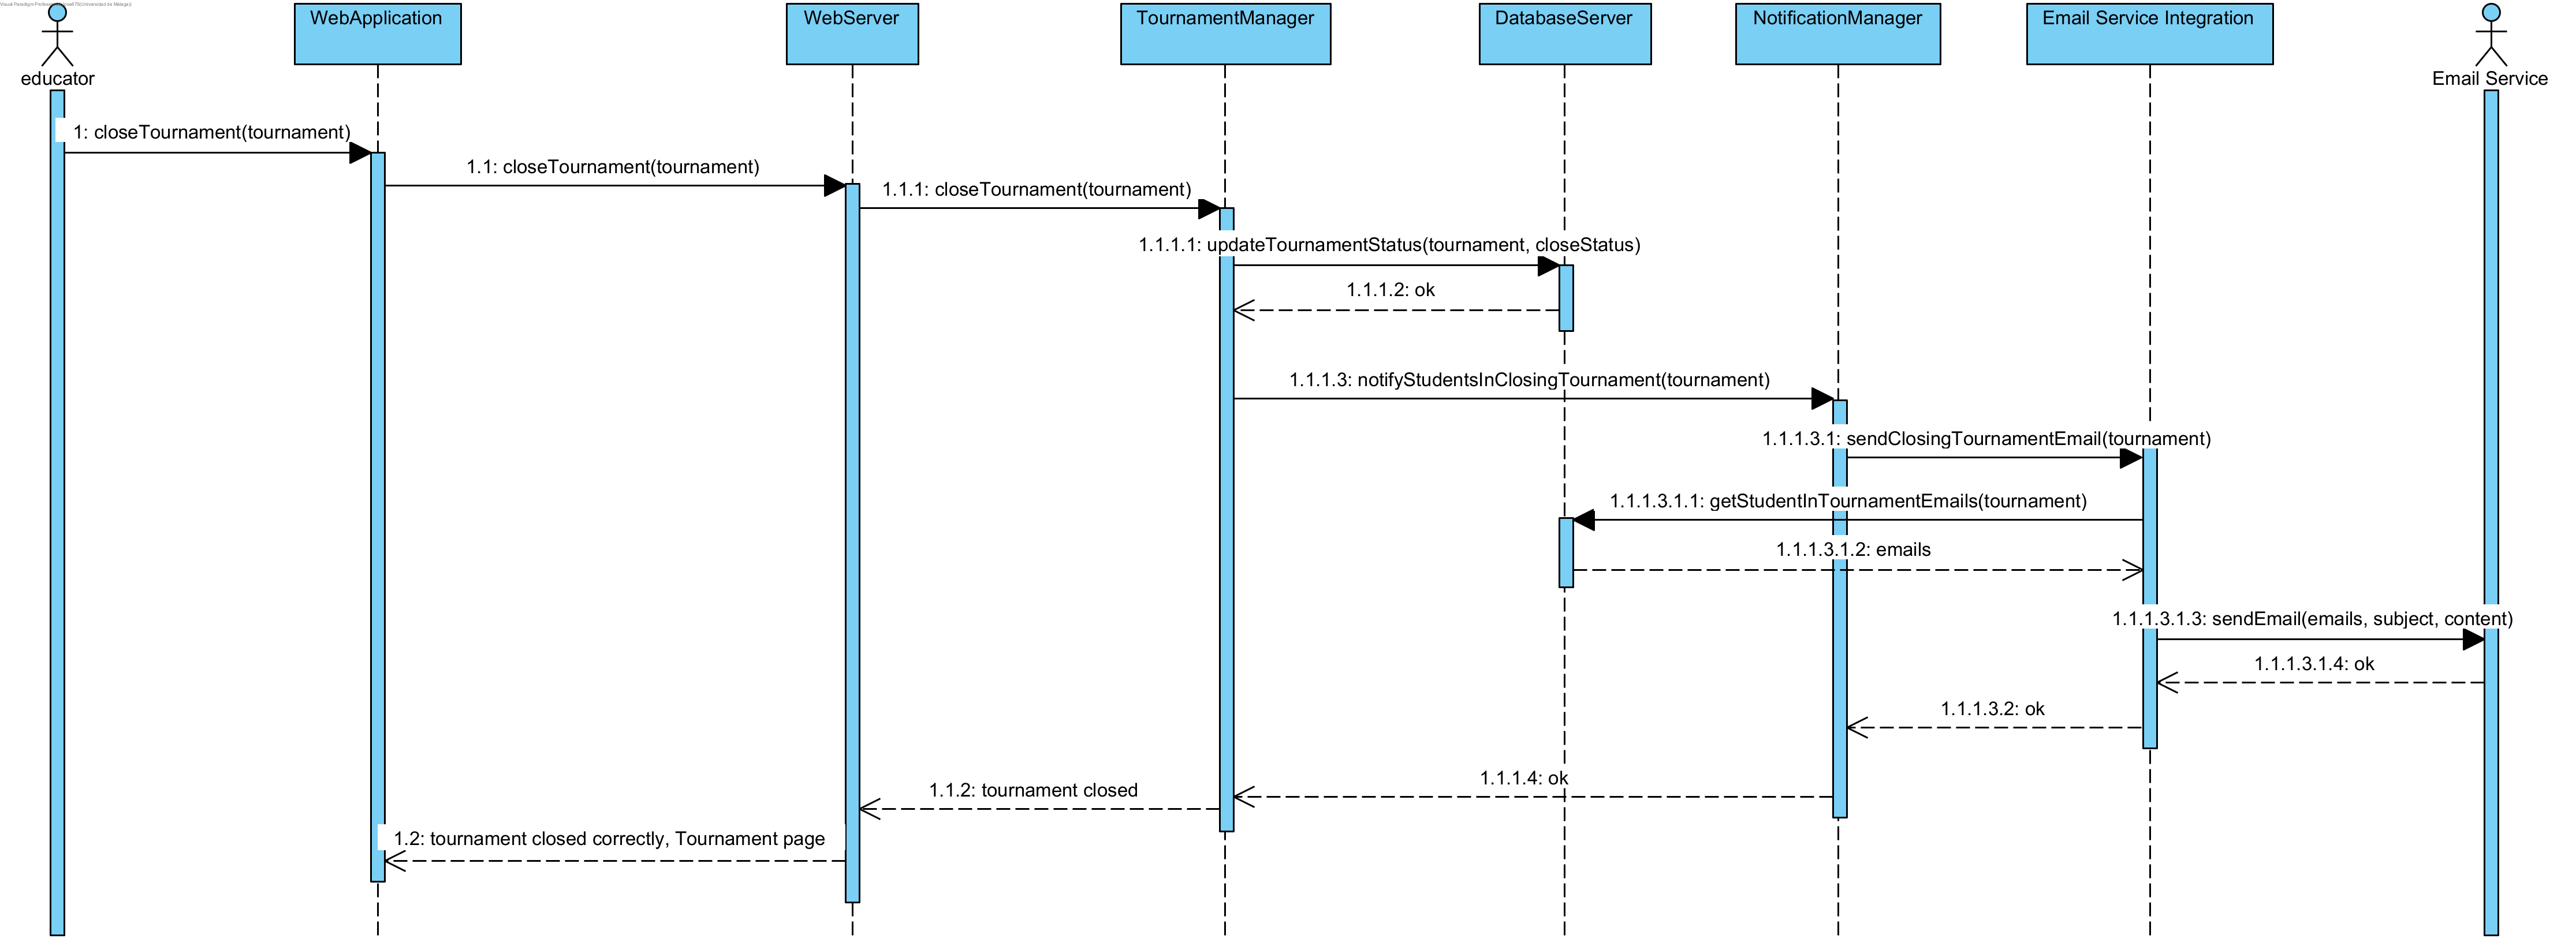 Visual Paradigm Professional
(Universidad de Málaga)
educator
WebApplication
WebServer
TournamentManager
DatabaseServer
NotificationManager
Email Service Integration
Email Service
1: closeTournament(tournament)
1.1: closeTournament(tournament)
1.1.1: closeTournament(tournament)
1.1.1.1: updateTournamentStatus(tournament, closeStatus)
1.1.1.2: ok
1.1.1.3: notifyStudentsInClosingTournament(tournament)
1.1.1.3.1: sendClosingTournamentEmail(tournament)
1.1.1.3.1.1: getStudentInTournamentEmails(tournament)
1.1.1.3.1.2: emails
1.1.1.3.1.3: sendEmail(emails, subject, content)
1.1.1.3.1.4: ok
1.1.1.3.2: ok
1.1.1.4: ok
1.1.2: tournament closed
1.2: tournament closed correctly, Tournament page